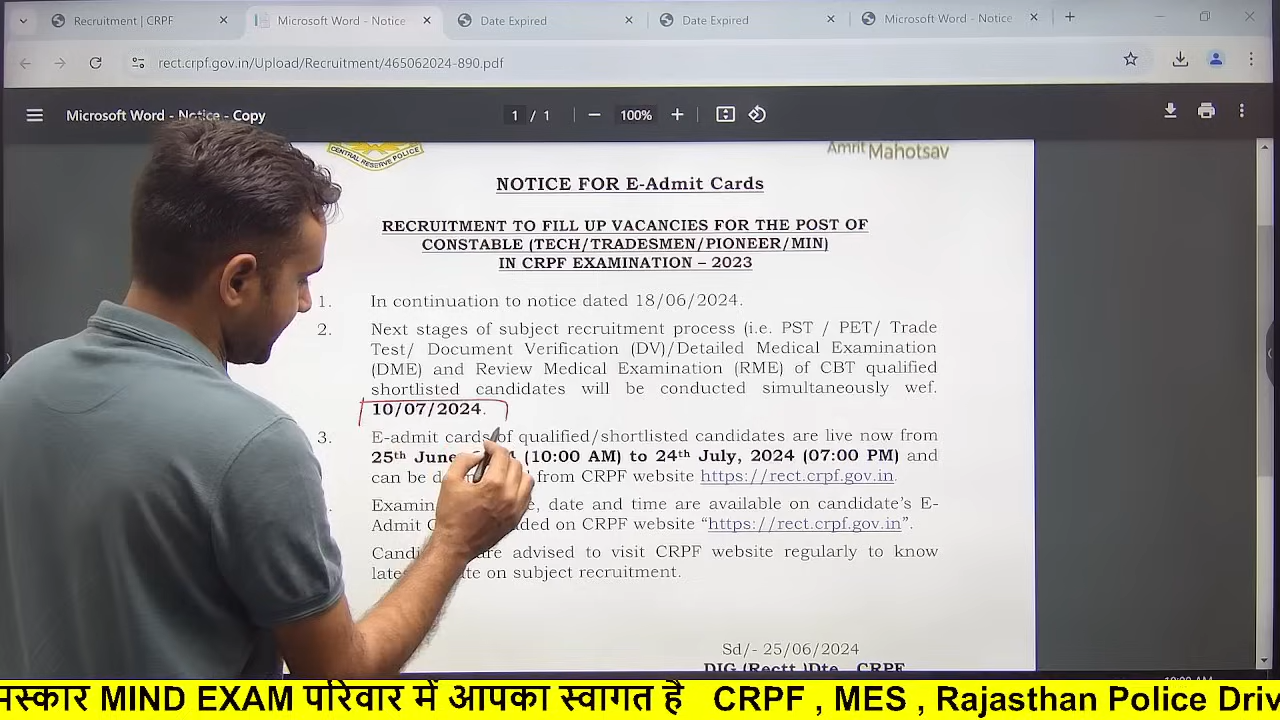 Recruitment | CRPF
Microsoft Word - Notice
Date Expired
Date Expired
Microsoft Word - Notice
rect.crpf.gov.in/Upload/Recruitment/465062024-890.pdf
Microsoft Word - Notice - Copy
1 / 1
100%
CENTRAL RESERVE POLICE
Amrit Mahotsav
NOTICE FOR E-Admit Cards
RECRUITMENT TO FILL UP VACANCIES FOR THE POST OF
CONSTABLE (TECH/TRADESMEN/PIONEER/MIN)
IN CRPF EXAMINATION – 2023
1. In continuation to notice dated 18/06/2024.
2. Next stages of subject recruitment process (i.e. PST / PET/ Trade
Test/ Document Verification (DV)/Detailed Medical Examination
(DME) and Review Medical Examination (RME) of CBT qualified
shortlisted candidates will be conducted simultaneously wef.
10/07/2024.
3. E-admit cards of qualified/shortlisted candidates are live now from
25th June (10:00 AM) to 24th July, 2024 (07:00 PM) and
can be from CRPF website https://rect.crpf.gov.in.
date and time are available on candidate's E-
Admit on CRPF website “https://rect.crpf.gov.in”.
are advised to visit CRPF website regularly to know
on subject recruitment.
Sd/- 25/06/2024
DIG (Rectt.)Dte., CRPF
MIND EXAM परिवार में आपका स्वागत है CRPF , MES , Rajasthan Police